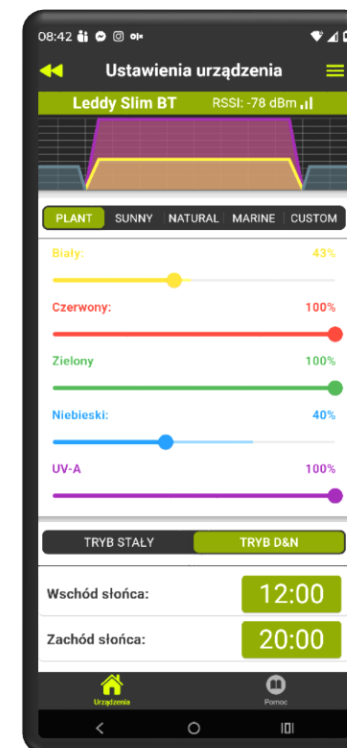 08:42
Ustawienia urządzenia
Leddy Slim BT RSSI: -78 dBm
PLANT SUNNY NATURAL MARINE CUSTOM
Biały: 43%
Czerwony: 100%
Zielony 100%
Niebieski: 40%
UV-A 100%
TRYB STAŁY TRYB D&N
Wschód słońca: 12:00
Zachód słońca: 20:00
Urządzenia Pomoc